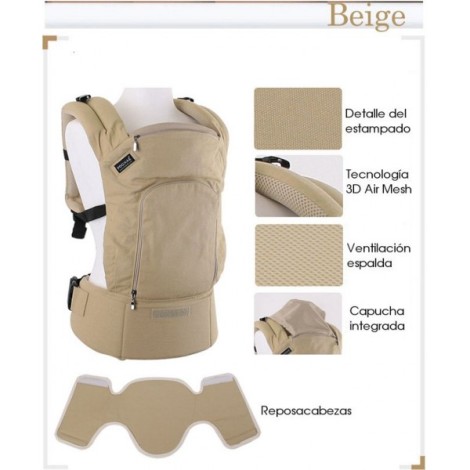 Beige
Detalle del
estampado
Tecnología
3D Air Mesh
Ventilación
espalda
Capucha
integrada
Reposacabezas